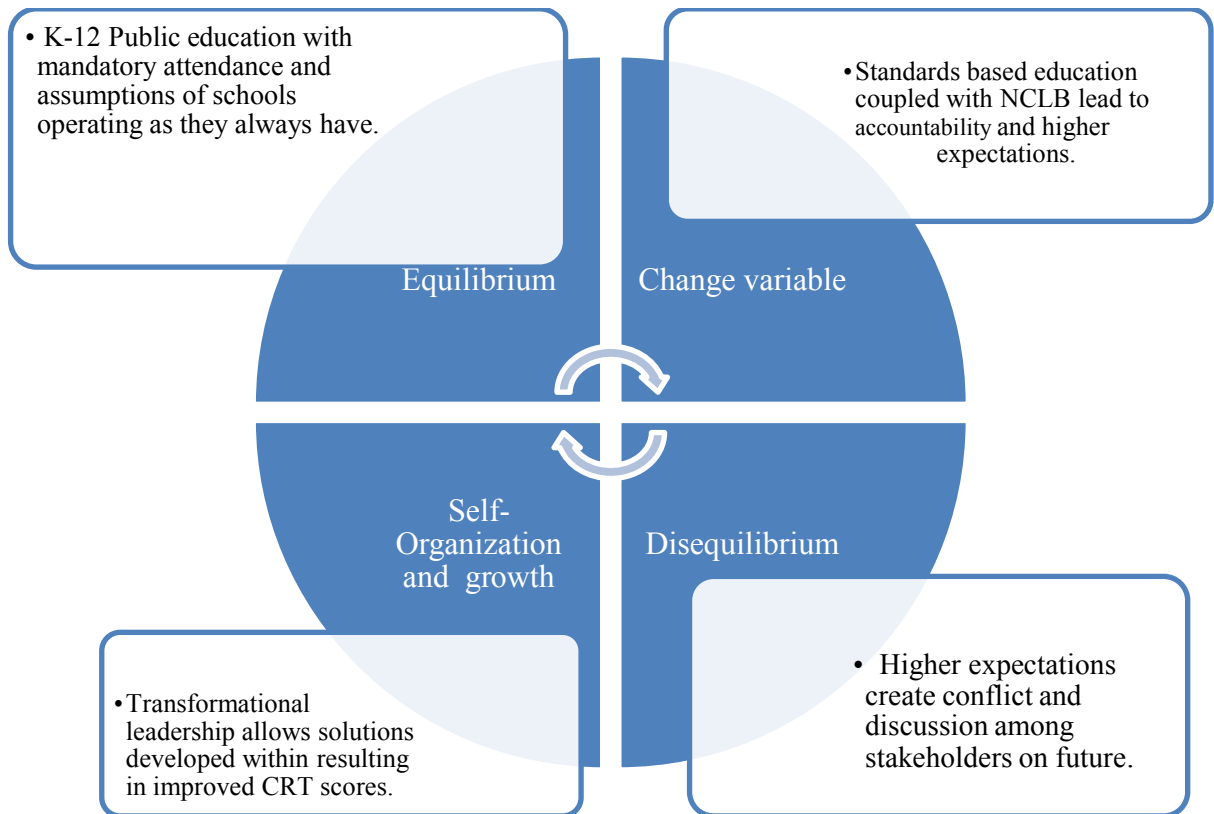 • K-12 Public education with
mandatory attendance and
assumptions of schools
operating as they always have.
•Standards based education
coupled with NCLB lead to
accountability and higher
expectations.
Equilibrium
Change variable
Self-
Organization
and growth
Disequilibrium
•Transformational
leadership allows solutions
developed within resulting
in improved CRT scores.
• Higher expectations
create conflict and
discussion among
stakeholders on future.